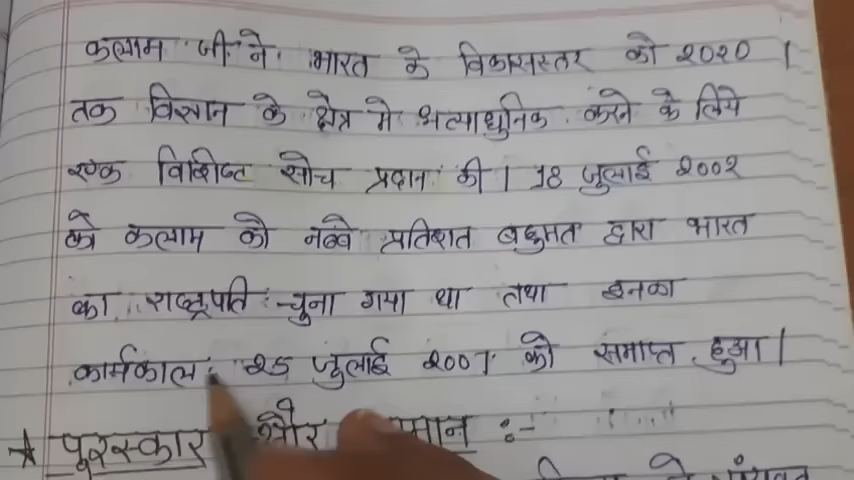 कलाम जी ने भारत के विकासस्तर को 2020
तक विज्ञान के क्षेत्र मे अत्याधुनिक करने के लिये
एक विशिष्ट सोच प्रदान की। 18 जुलाई 2002
को कलाम को नब्बे प्रतिशत बहुमत द्वारा भारत
का राष्ट्रपति चुना गया था तथा इनका
कार्यकाल 25 जुलाई 2007 को समाप्त हुआ।
* पुरस्कार और :-